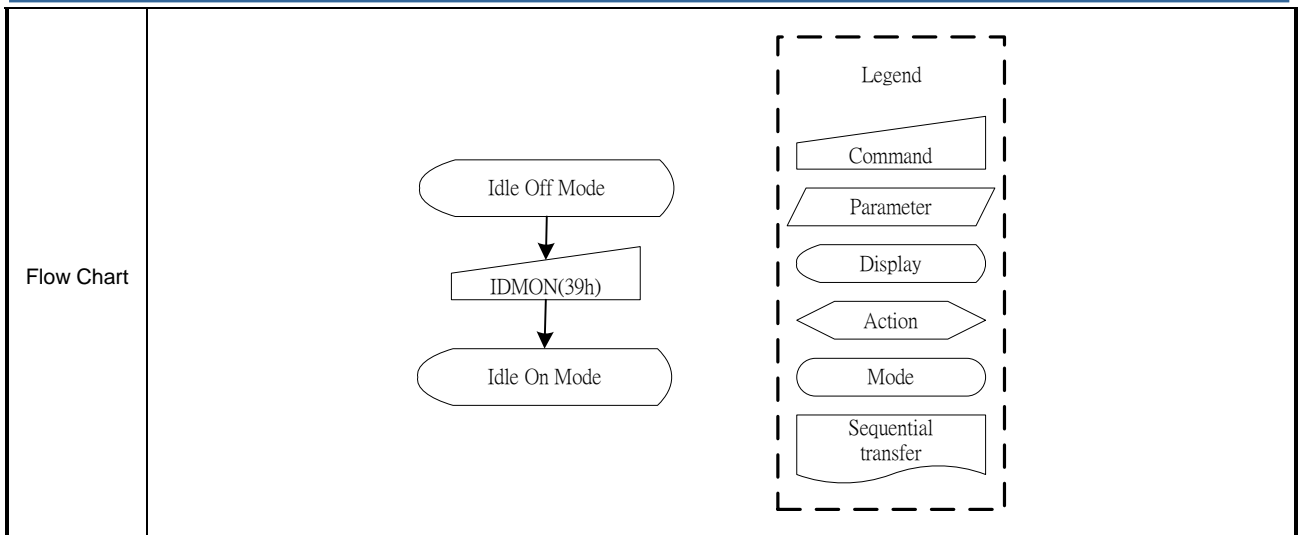 Flow Chart
Idle Off Mode
IDMON(39h)
Idle On Mode
Legend
Command
Parameter
Display
Action
Mode
Sequential
transfer